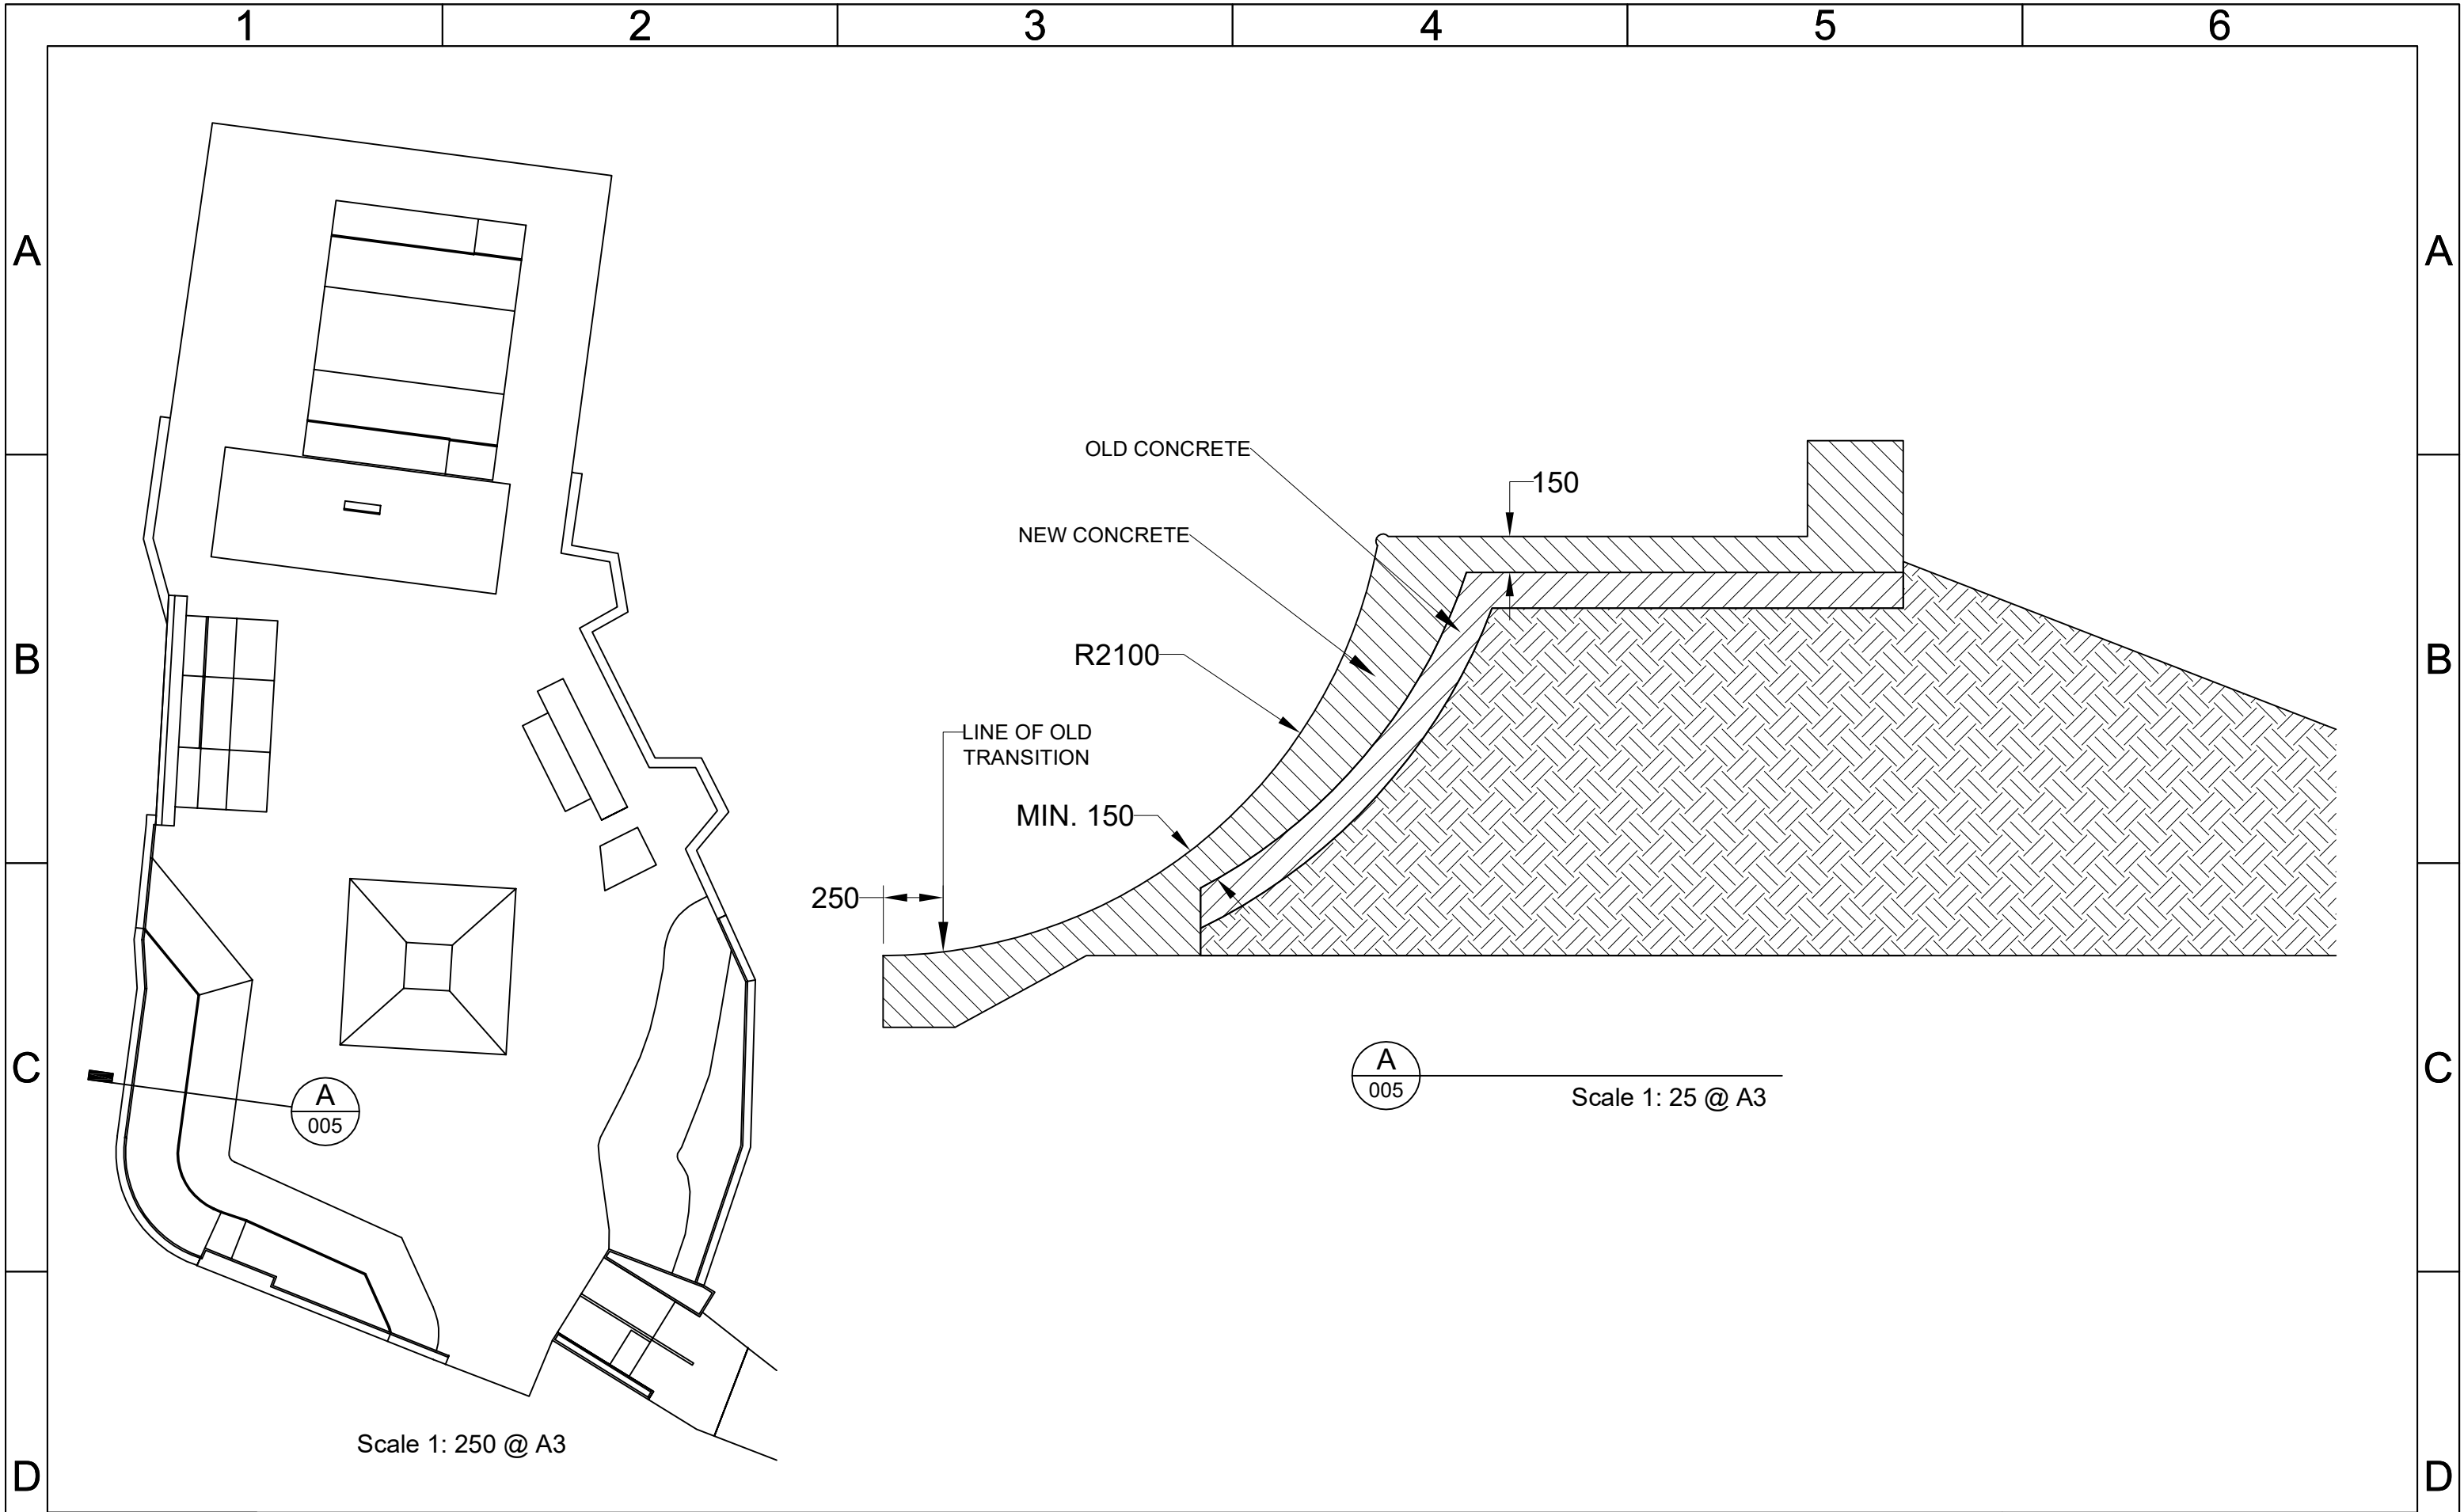 1 2 3 4 5 6
A A
OLD CONCRETE
150
NEW CONCRETE
B B
R2100
LINE OF OLD
TRANSITION
MIN. 150
250
C C
A
005
A
005
Scale 1: 25 @ A3
Scale 1: 250 @ A3
D D